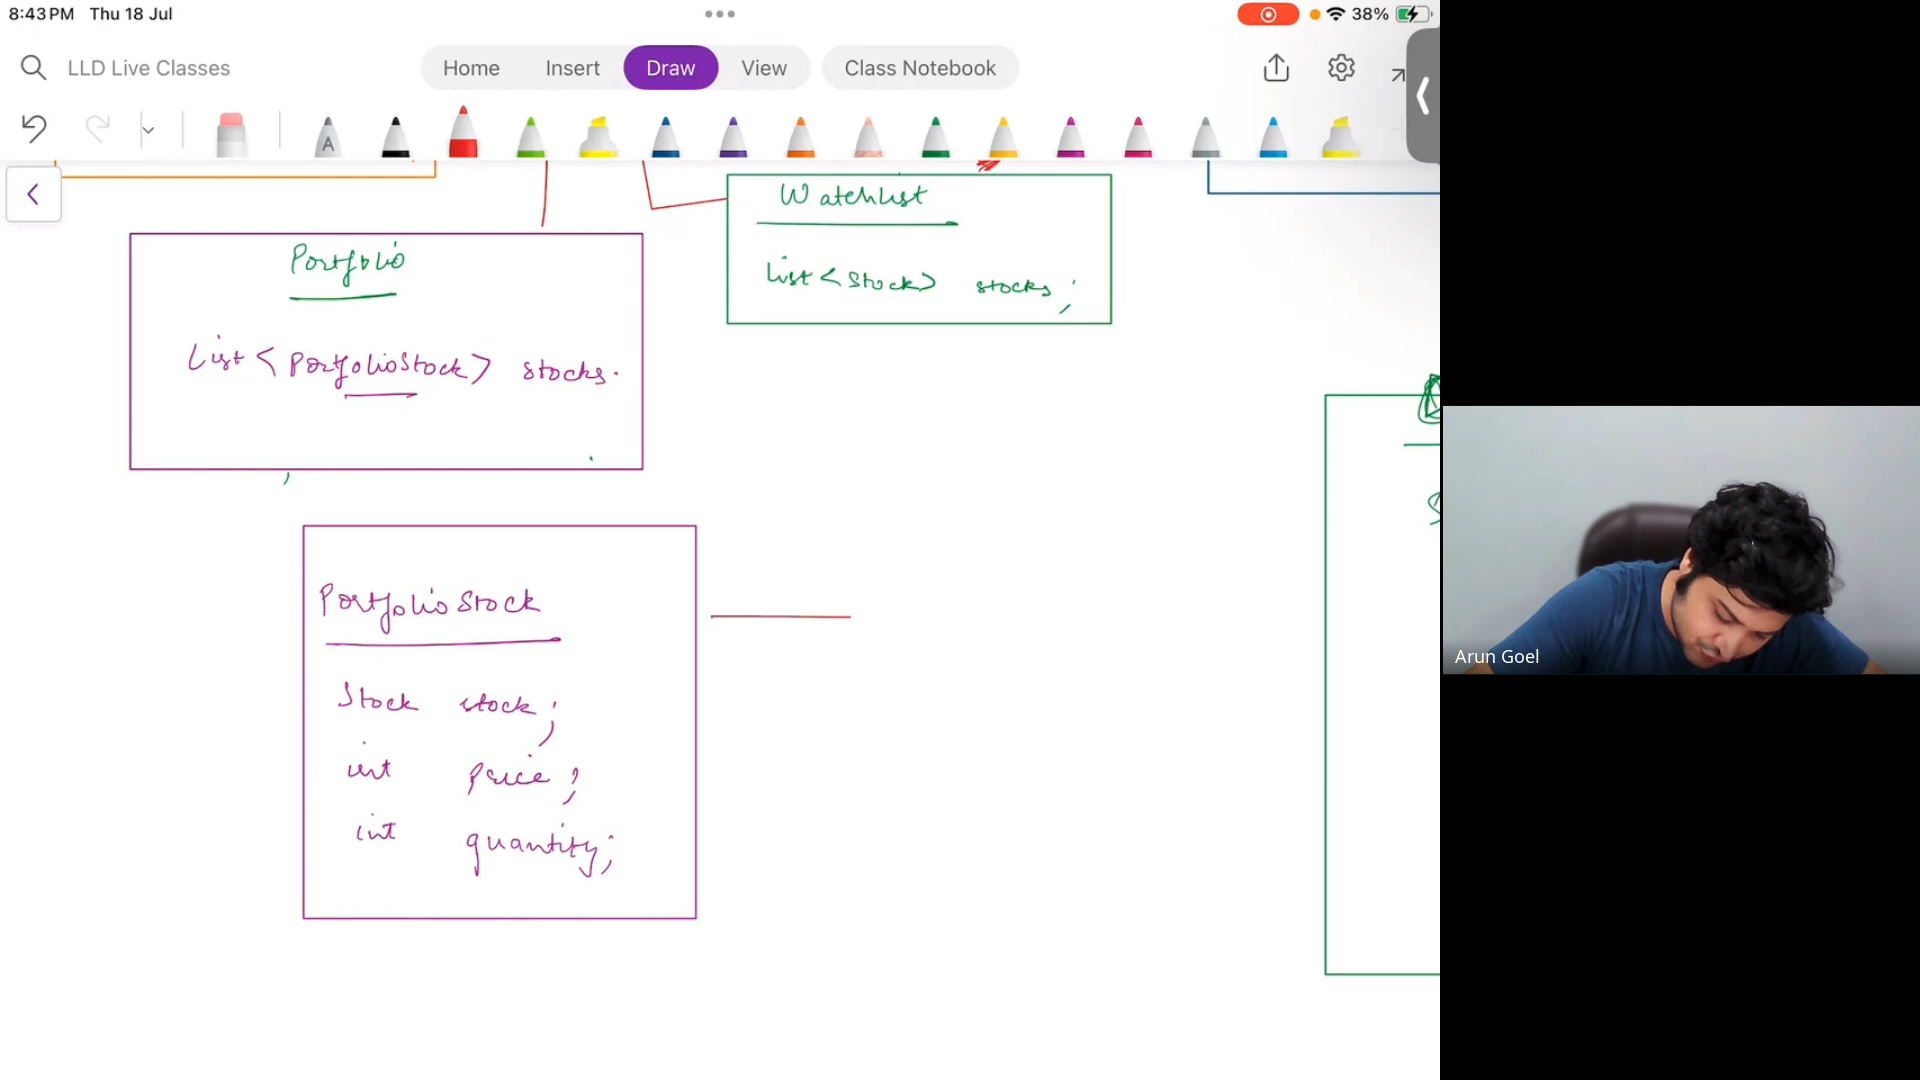 8:43 PM Thu 18 Jul
38%
LLD Live Classes
Home
Insert
Draw
View
Class Notebook
A
WatchList
List<Stock> stocks;
Portfolio
List<PortfolioStock> stocks.
PortfolioStock
Stock stock;
int price;
int quantity;
Arun Goel